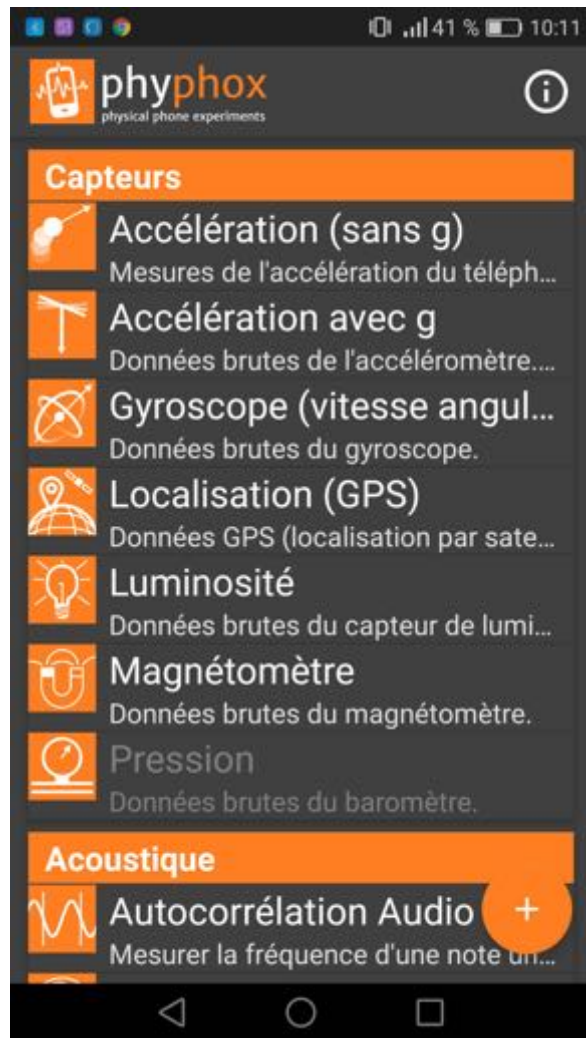 41 % 10:11
phyphox
physical phone experiments
Capteurs
Accélération (sans g)
Mesures de l'accélération du téléph...
Accélération avec g
Données brutes de l'accéléromètre....
Gyroscope (vitesse angul...
Données brutes du gyroscope.
Localisation (GPS)
Données GPS (localisation par sate...
Luminosité
Données brutes du capteur de lumi...
Magnétomètre
Données brutes du magnétomètre.
Pression
Données brutes du baromètre.
Acoustique
Autocorrélation Audio
+
Mesurer la fréquence d'une note un...